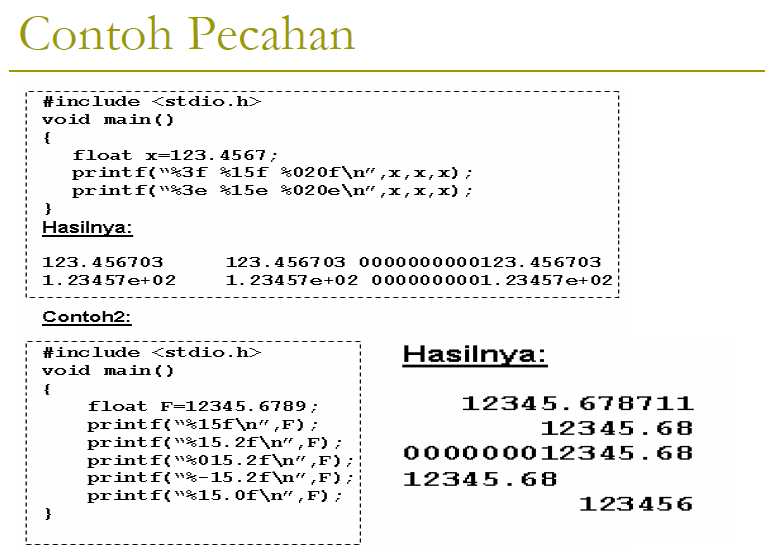 Contoh Pecahan
#include <stdio.h>
void main()
{
float x=123.4567;
printf(“%3f %15f %020f\n”,x,x,x);
printf(“%3e %15e %020e\n”,x,x,x);
}
Hasilnya:
123.456703 123.456703 0000000000123.456703
1.23457e+02 1.23457e+02 0000000001.23457e+02
Contoh2:
#include <stdio.h>
void main()
{
float F=12345.6789;
printf(“%15f\n”,F);
printf(“%15.2f\n”,F);
printf(“%015.2f\n”,F);
printf(“%-15.2f\n”,F);
printf(“%15.0f\n”,F);
}
Hasilnya:
12345.678711
12345.68
000000012345.68
12345.68
123456